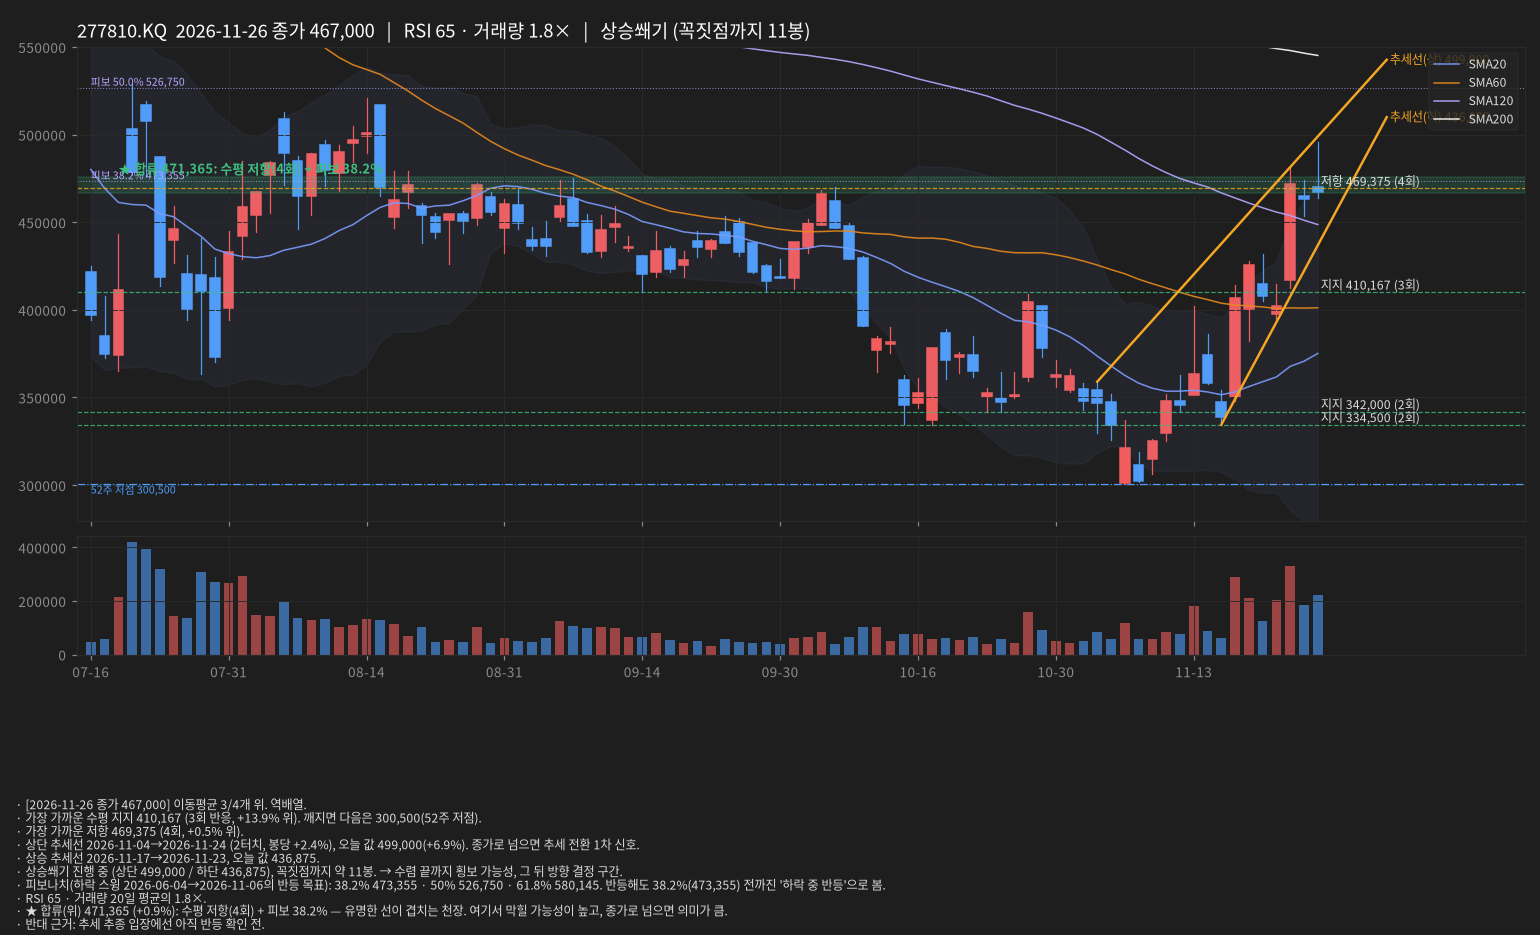 277810.KQ 2026-11-26 종가 467,000 | RSI 65 · 거래량 1.8× | 상승쐐기 (꼭짓점까지 11봉)
550000
500000
450000
400000
350000
300000
피보 50.0% 526,750
★ 합류 471,365: 수평 저항(4회) + 피보 38.2%
피보 38.2% 473,355
52주 저점 300,500
추세선(상)
추세선(
SMA20
SMA60
SMA120
SMA200
저항 469,375 (4회)
지지 410,167 (3회)
지지 342,000 (2회)
지지 334,500 (2회)
400000
200000
0
07-16
07-31
08-14
08-31
09-14
09-30
10-16
10-30
11-13
· [2026-11-26 종가 467,000] 이동평균 3/4개 위. 역배열.
· 가장 가까운 수평 지지 410,167 (3회 반응, +13.9% 위). 깨지면 다음은 300,500(52주 저점).
· 가장 가까운 저항 469,375 (4회, +0.5% 위).
· 상단 추세선 2026-11-04→2026-11-24 (2터치, 봉당 +2.4%), 오늘 값 499,000(+6.9%). 종가로 넘으면 추세 전환 1차 신호.
· 상승 추세선 2026-11-17→2026-11-23, 오늘 값 436,875.
· 상승쐐기 진행 중 (상단 499,000 / 하단 436,875), 꼭짓점까지 약 11봉. → 수렴 끝까지 횡보 가능성, 그 뒤 방향 결정 구간.
· 피보나치(하락 스윙 2026-06-04→2026-11-06의 반등 목표): 38.2% 473,355 · 50% 526,750 · 61.8% 580,145. 반등해도 38.2%(473,355) 전까진 '하락 중 반등'으로 봄.
· RSI 65 · 거래량 20일 평균의 1.8×.
· ★ 합류(위) 471,365 (+0.9%): 수평 저항(4회) + 피보 38.2% — 유명한 선이 겹치는 천장. 여기서 막힐 가능성이 높고, 종가로 넘으면 의미가 큼.
· 반대 근거: 추세 추종 입장에선 아직 반등 확인 전.